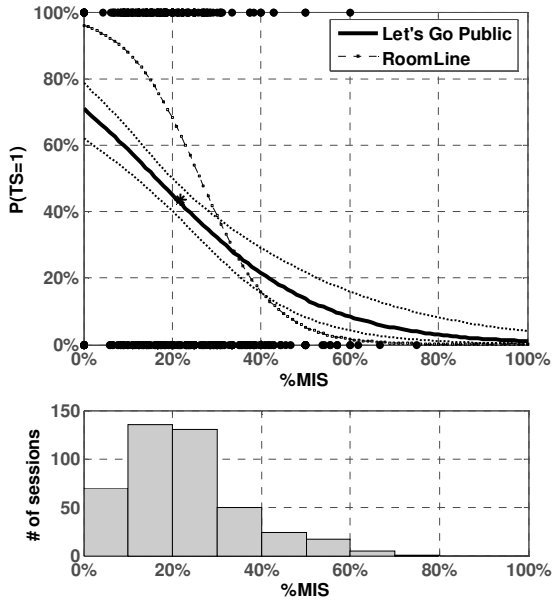 100%
80%
60%
40%
20%
0%
P(TS=1)
Let's Go Public
RoomLine
0% 20% 40% 60% 80% 100%
%MIS
150
100
50
0
# of sessions
0% 20% 40% 60% 80% 100%
%MIS